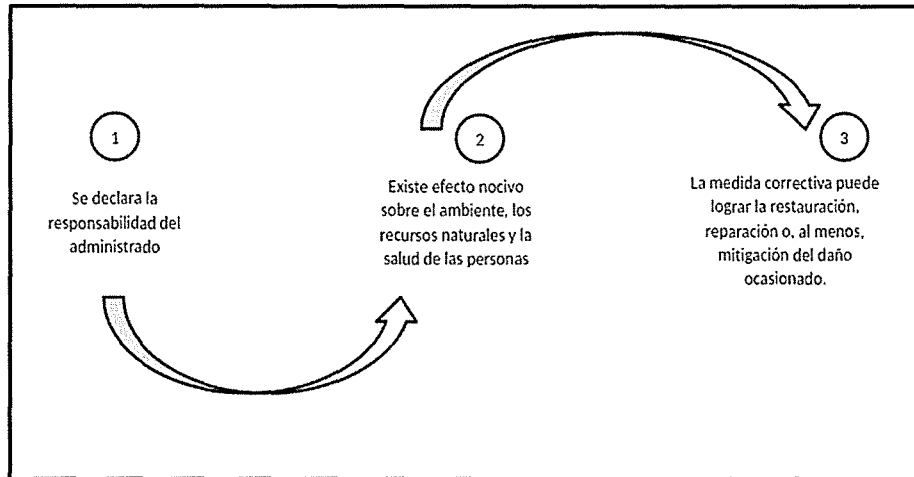 1
Se declara la
responsabilidad del
administrado
2
Existe efecto nocivo
sobre el ambiente, los
recursos naturales y la
salud de las personas
3
La medida correctiva puede
lograr la restauración,
reparación o, al menos,
mitigación del daño
ocasionado.